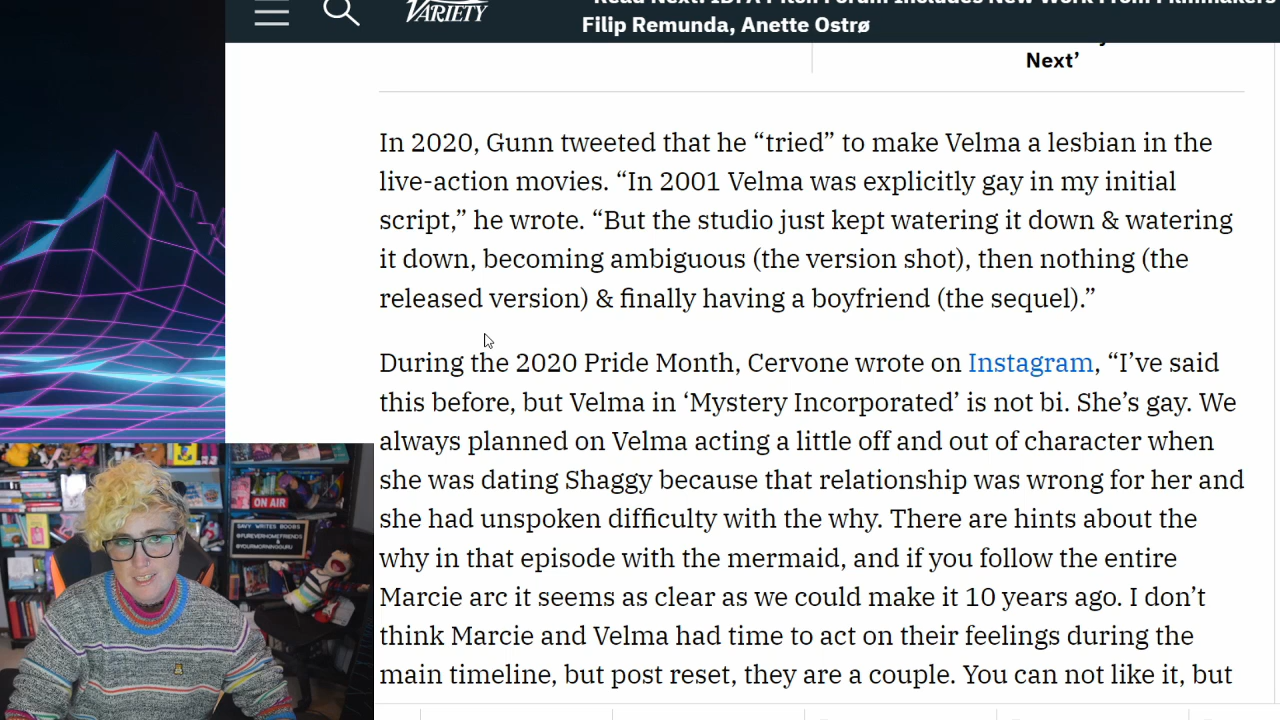 VARIETY
Filip Remunda, Anette Ostrø
Next’
In 2020, Gunn tweeted that he “tried” to make Velma a lesbian in the
live-action movies. “In 2001 Velma was explicitly gay in my initial
script,” he wrote. “But the studio just kept watering it down & watering
it down, becoming ambiguous (the version shot), then nothing (the
released version) & finally having a boyfriend (the sequel).”
During the 2020 Pride Month, Cervone wrote on Instagram, “I’ve said
this before, but Velma in ‘Mystery Incorporated’ is not bi. She’s gay. We
always planned on Velma acting a little off and out of character when
she was dating Shaggy because that relationship was wrong for her and
she had unspoken difficulty with the why. There are hints about the
why in that episode with the mermaid, and if you follow the entire
Marcie arc it seems as clear as we could make it 10 years ago. I don’t
think Marcie and Velma had time to act on their feelings during the
main timeline, but post reset, they are a couple. You can not like it, but
ON AIR
SAVY WRITES BOOKS
@FUREVERHOMEFRIENDS
&
@YOURMORNINGGURU